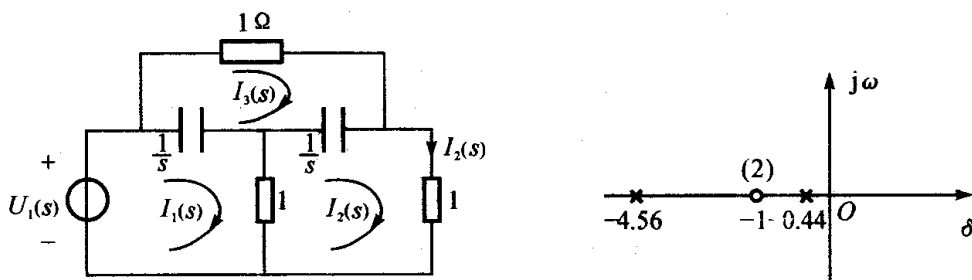 1 Ω
I₃(s)
1/s
1/s
I₂(s)
+
U₁(s)
−
I₁(s)
1
I₂(s)
1
jω
(2)
−4.56
−1
−0.44
O
δ